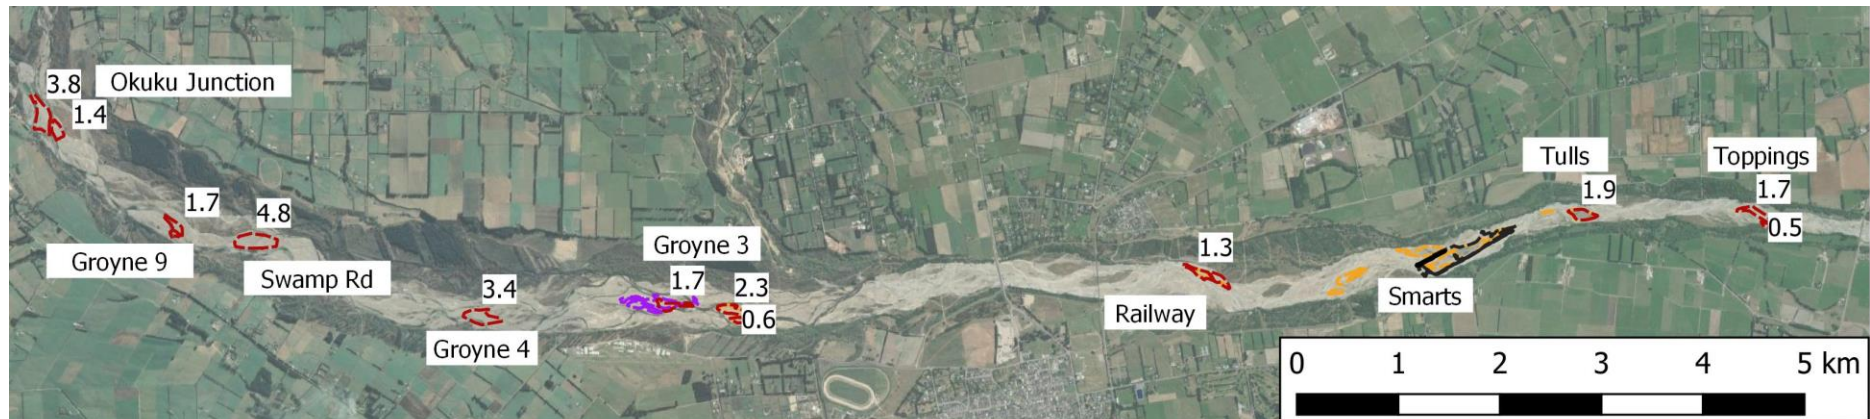 3.8
Okuku Junction
1.4
Tulls
Toppings
1.9
1.7
1.7
4.8
0.5
Groyne 9
Groyne 3
Swamp Rd
1.3
1.7
2.3
3.4
0.6
Railway
Smarts
Groyne 4
0 1 2 3 4 5 km